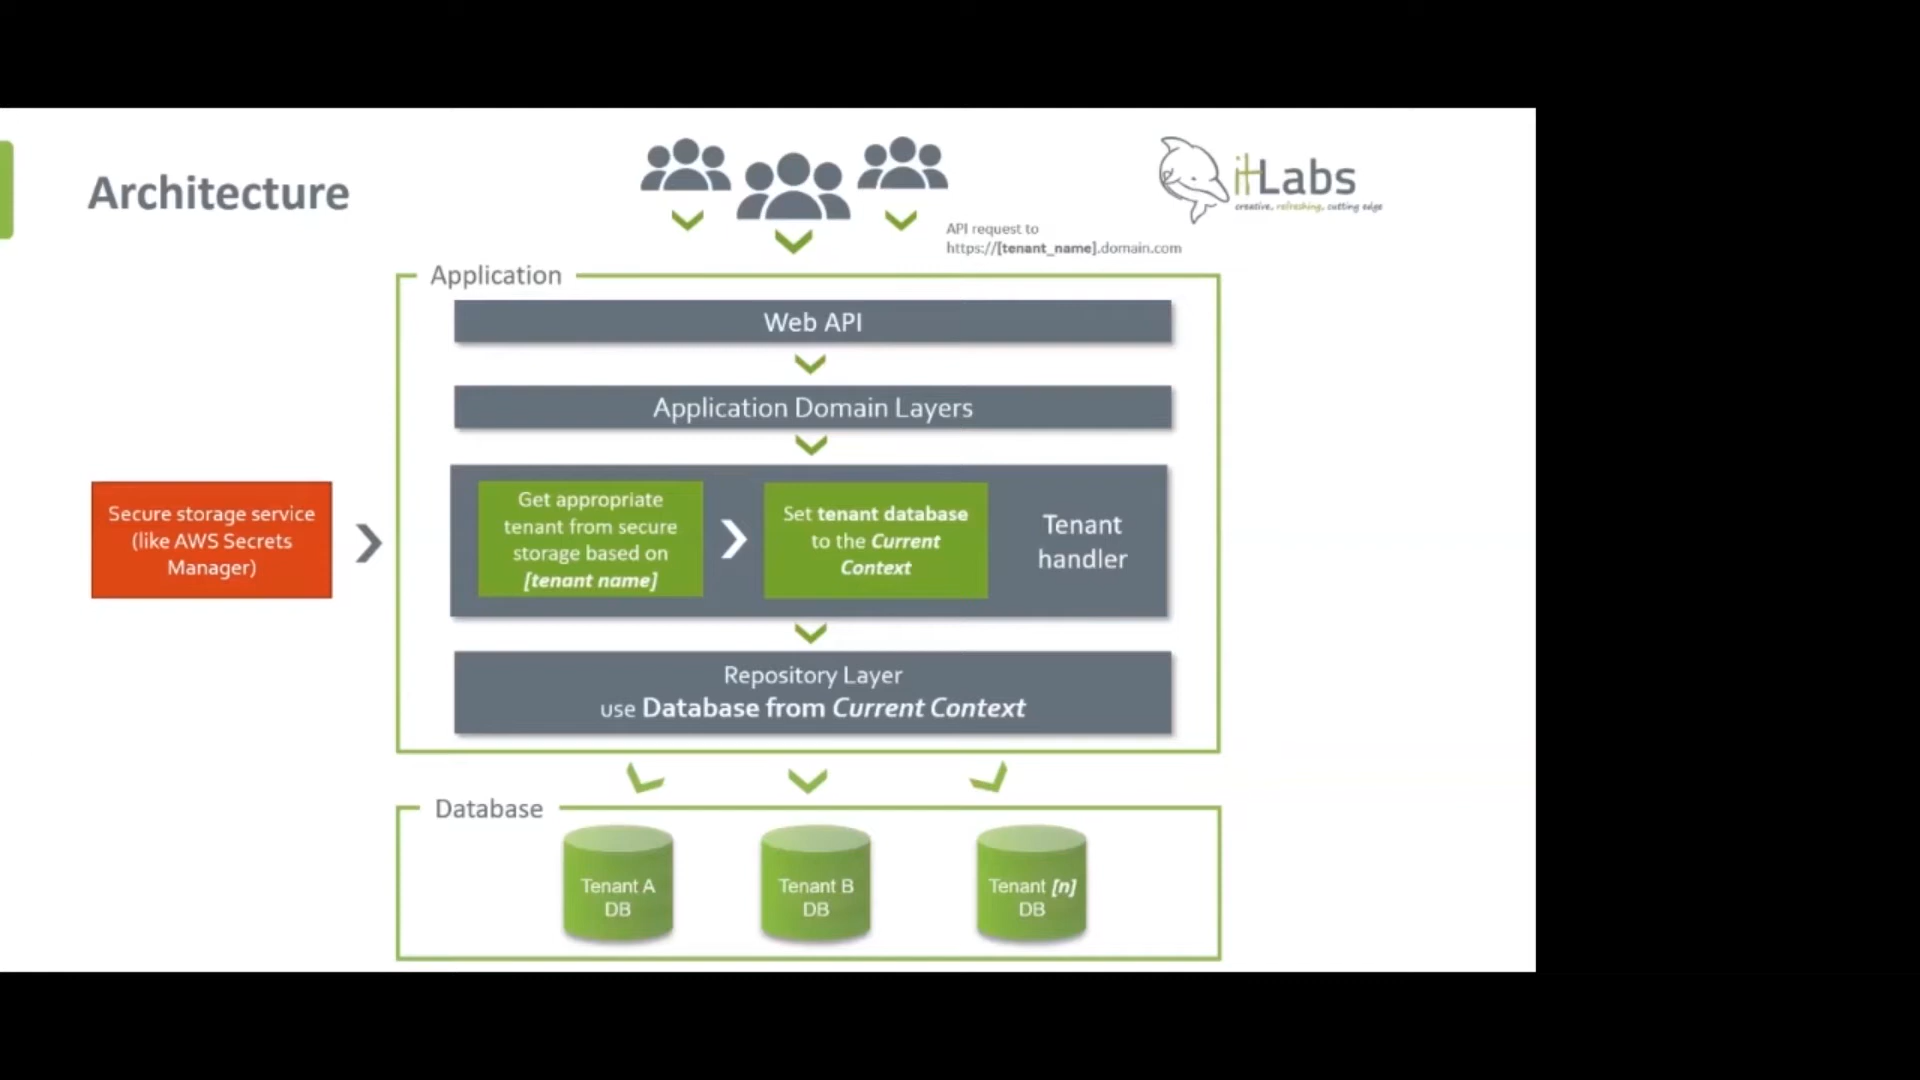 Architecture
itLabs
creative, refreshing, cutting edge
API request to
https://[tenant_name].domain.com
Application
Web API
Application Domain Layers
Secure storage service
(like AWS Secrets
Manager)
Get appropriate
tenant from secure
storage based on
[tenant name]
Set tenant database
to the Current
Context
Tenant
handler
Repository Layer
use Database from Current Context
Database
Tenant A
DB
Tenant B
DB
Tenant [n]
DB